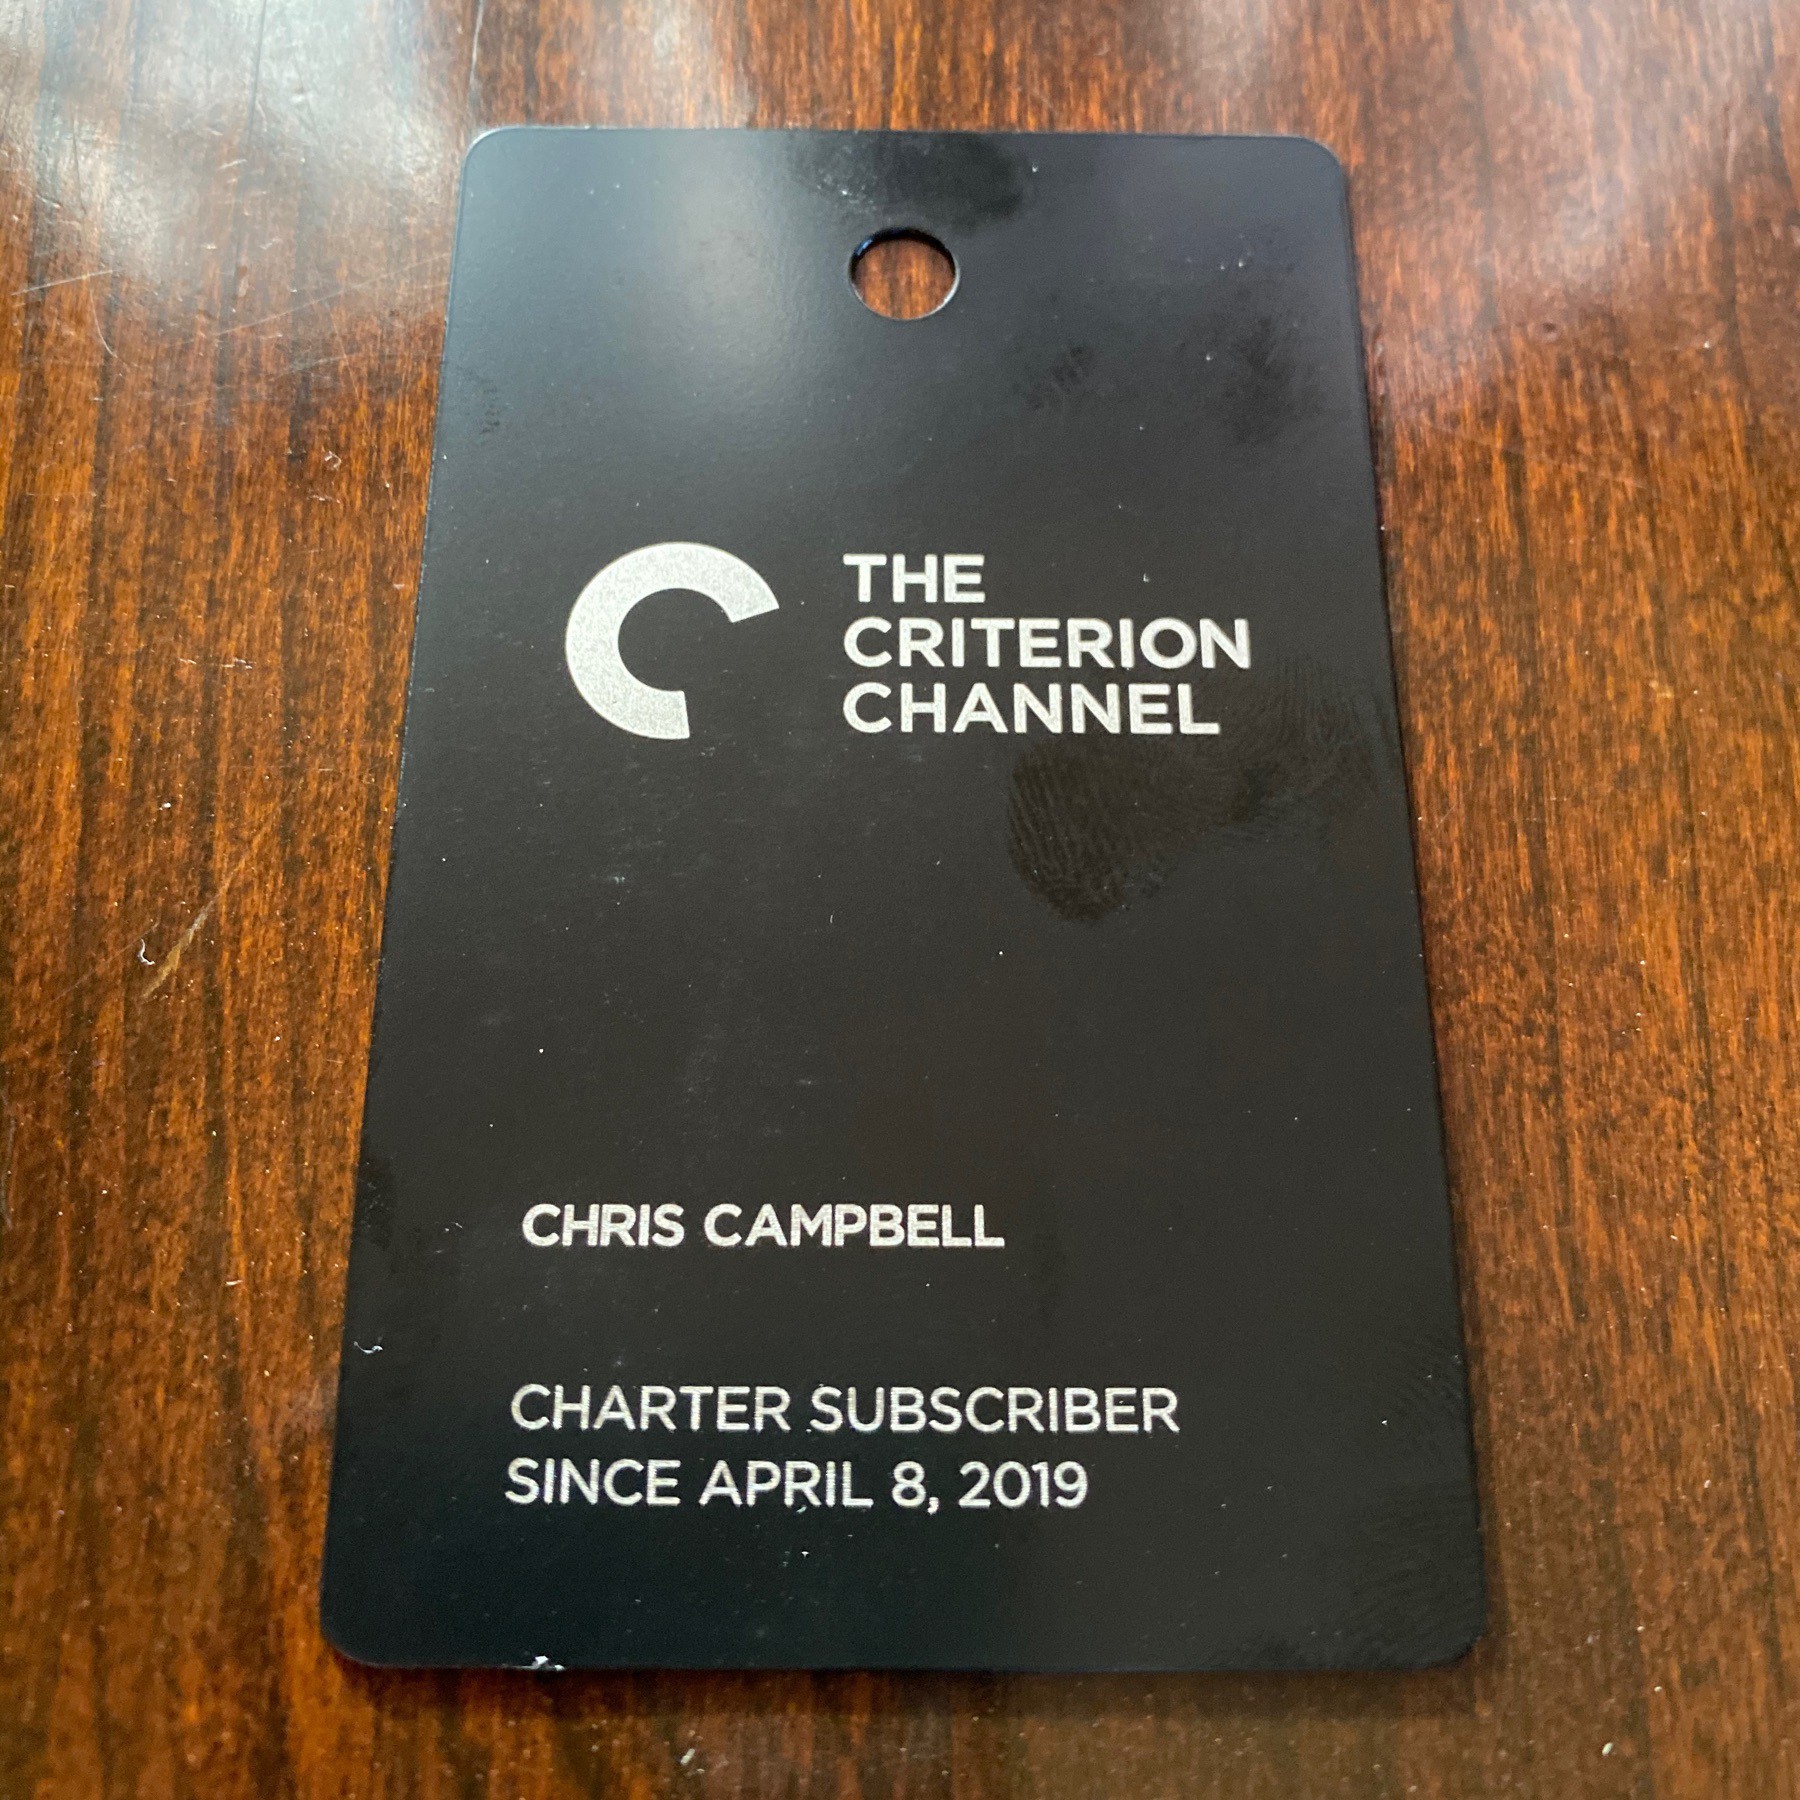 THE
CRITERION
CHANNEL
CHRIS CAMPBELL
CHARTER SUBSCRIBER
SINCE APRIL 8, 2019